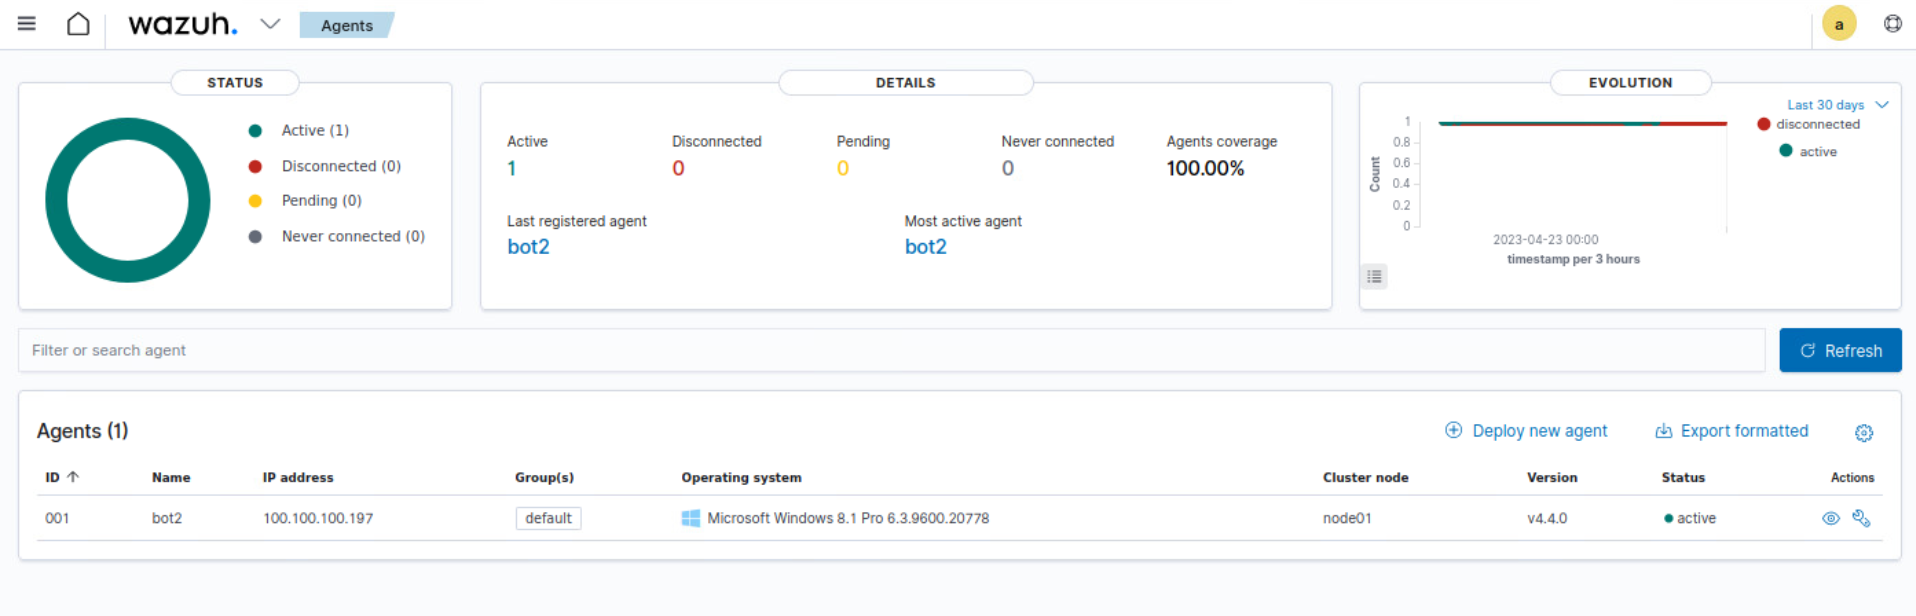 wazuh. Agents a
STATUS
Active (1)
Disconnected (0)
Pending (0)
Never connected (0)
DETAILS
Active Disconnected Pending Never connected Agents coverage
1 0 0 0 100.00%
Last registered agent Most active agent
bot2 bot2
EVOLUTION
Last 30 days
disconnected
active
1
0.8
0.6
0.4
0.2
0
Count
2023-04-23 00:00
timestamp per 3 hours
Filter or search agent
Refresh
Agents (1) Deploy new agent Export formatted
ID Name IP address Group(s) Operating system Cluster node Version Status Actions
001 bot2 100.100.100.197 default Microsoft Windows 8.1 Pro 6.3.9600.20778 node01 v4.4.0 active